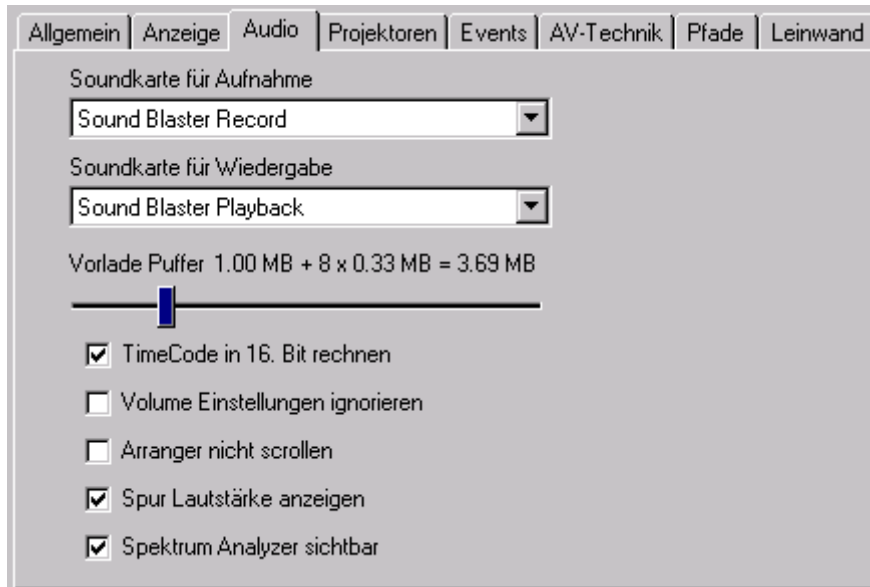 Allgemein Anzeige Audio Projektoren Events AV-Technik Pfade Leinwand
Soundkarte für Aufnahme
Sound Blaster Record
Soundkarte für Wiedergabe
Sound Blaster Playback
Vorlade Puffer 1.00 MB + 8 x 0.33 MB = 3.69 MB
TimeCode in 16. Bit rechnen
Volume Einstellungen ignorieren
Arranger nicht scrollen
Spur Lautstärke anzeigen
Spektrum Analyzer sichtbar